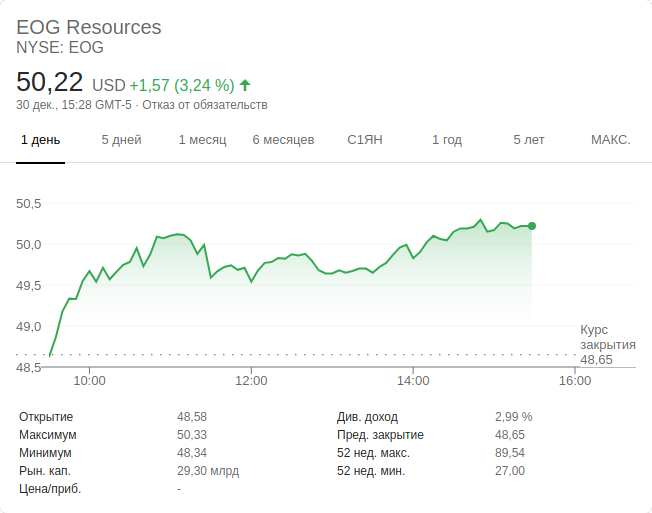 EOG Resources
NYSE: EOG
50,22 USD +1,57 (3,24 %)
30 дек., 15:28 GMT-5 · Отказ от обязательств
1 день 5 дней 1 месяц 6 месяцев С1ЯН 1 год 5 лет МАКС.
50,5
50,0
49,5
49,0
Курс
закрытия
48,65
48,5
10:00 12:00 14:00 16:00
Открытие 48,58 Див. доход 2,99 %
Максимум 50,33 Пред. закрытие 48,65
Минимум 48,34 52 нед. макс. 89,54
Рын. кап. 29,30 млрд 52 нед. мин. 27,00
Цена/приб. -